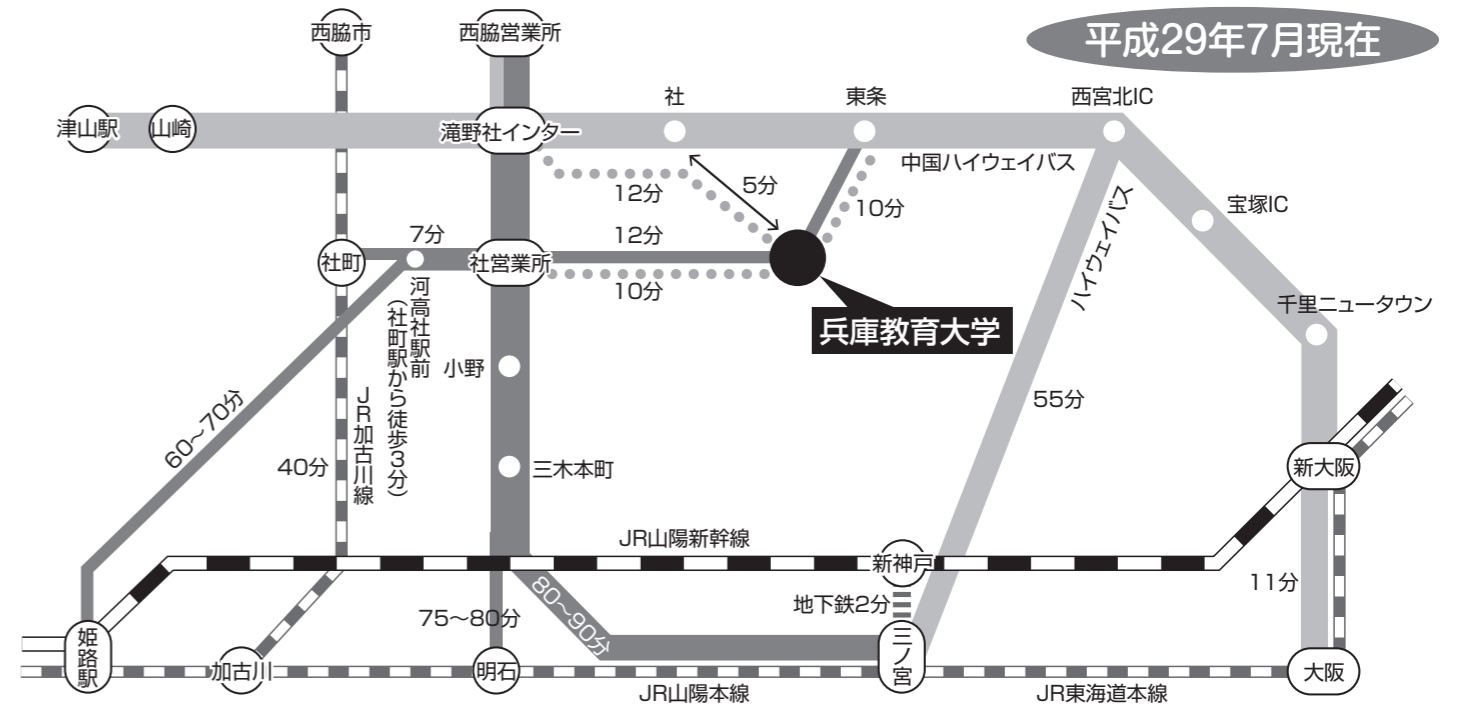 平成29年7月現在
西脇市
西脇営業所
津山駅
山崎
滝野社インター
社
東条
西宮北IC
中国ハイウェイバス
宝塚IC
千里ニュータウン
ハイウェイバス
12分
5分
10分
7分
12分
10分
社町
社営業所
河高社駅前
（社町駅から徒歩3分）
兵庫教育大学
小野
三木本町
60〜70分
40分
JR加古川線
55分
新大阪
JR山陽新幹線
新神戸
地下鉄2分
11分
75〜80分
80〜90分
姫路駅
加古川
明石
三ノ宮
大阪
JR山陽本線
JR東海道本線